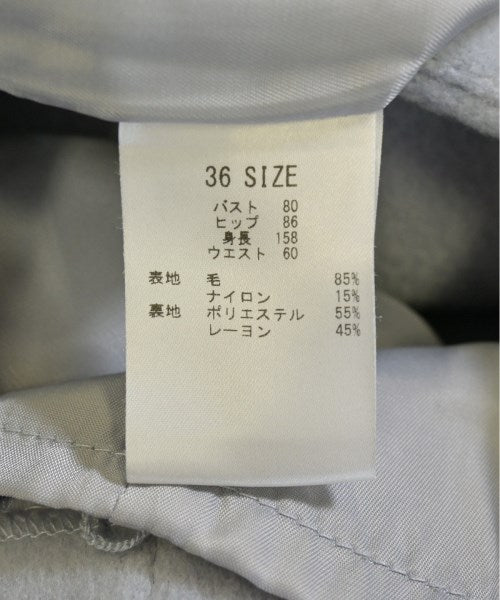 36 SIZE
バスト 80
ヒップ 86
身長 158
ウエスト 60
表地 毛 85%
ナイロン 15%
裏地 ポリエステル 55%
レーヨン 45%